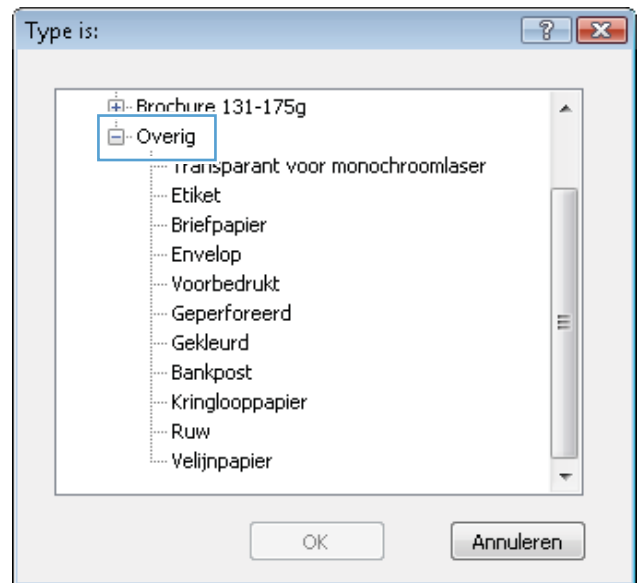 Type is:
Brochure 131-175g
Overig
Transparant voor monochroomlaser
Etiket
Briefpapier
Envelop
Voorbedrukt
Geperforeerd
Gekleurd
Bankpost
Kringlooppapier
Ruw
Velijnpapier
OK
Annuleren